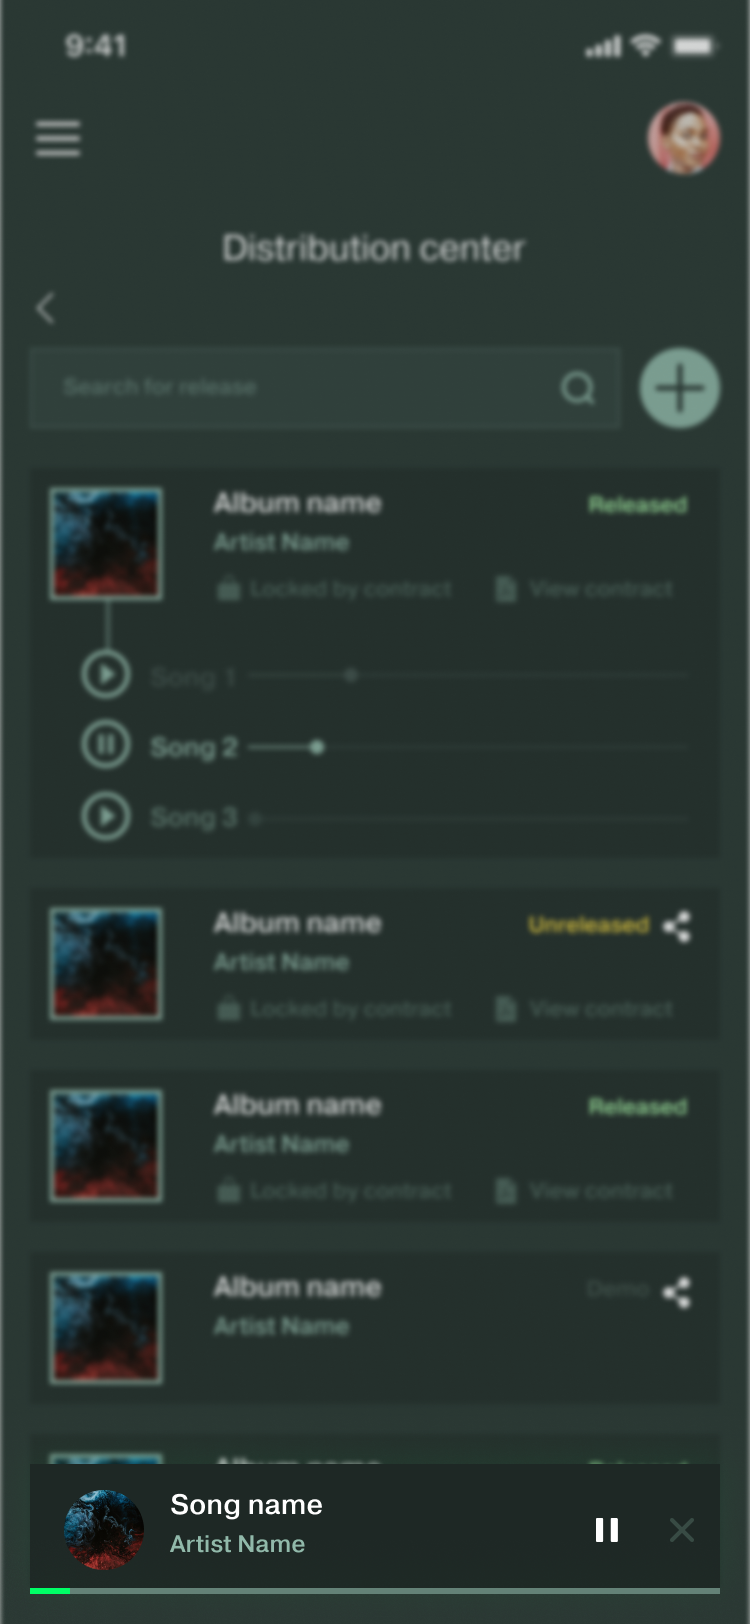 9:41
Distribution center
Search for release
Album name
Released
Artist Name
Locked by contract
View contract
Song 1
Song 2
Song 3
Album name
Unreleased
Artist Name
Locked by contract
View contract
Album name
Released
Artist Name
Locked by contract
View contract
Album name
Demo
Artist Name
Song name
Artist Name